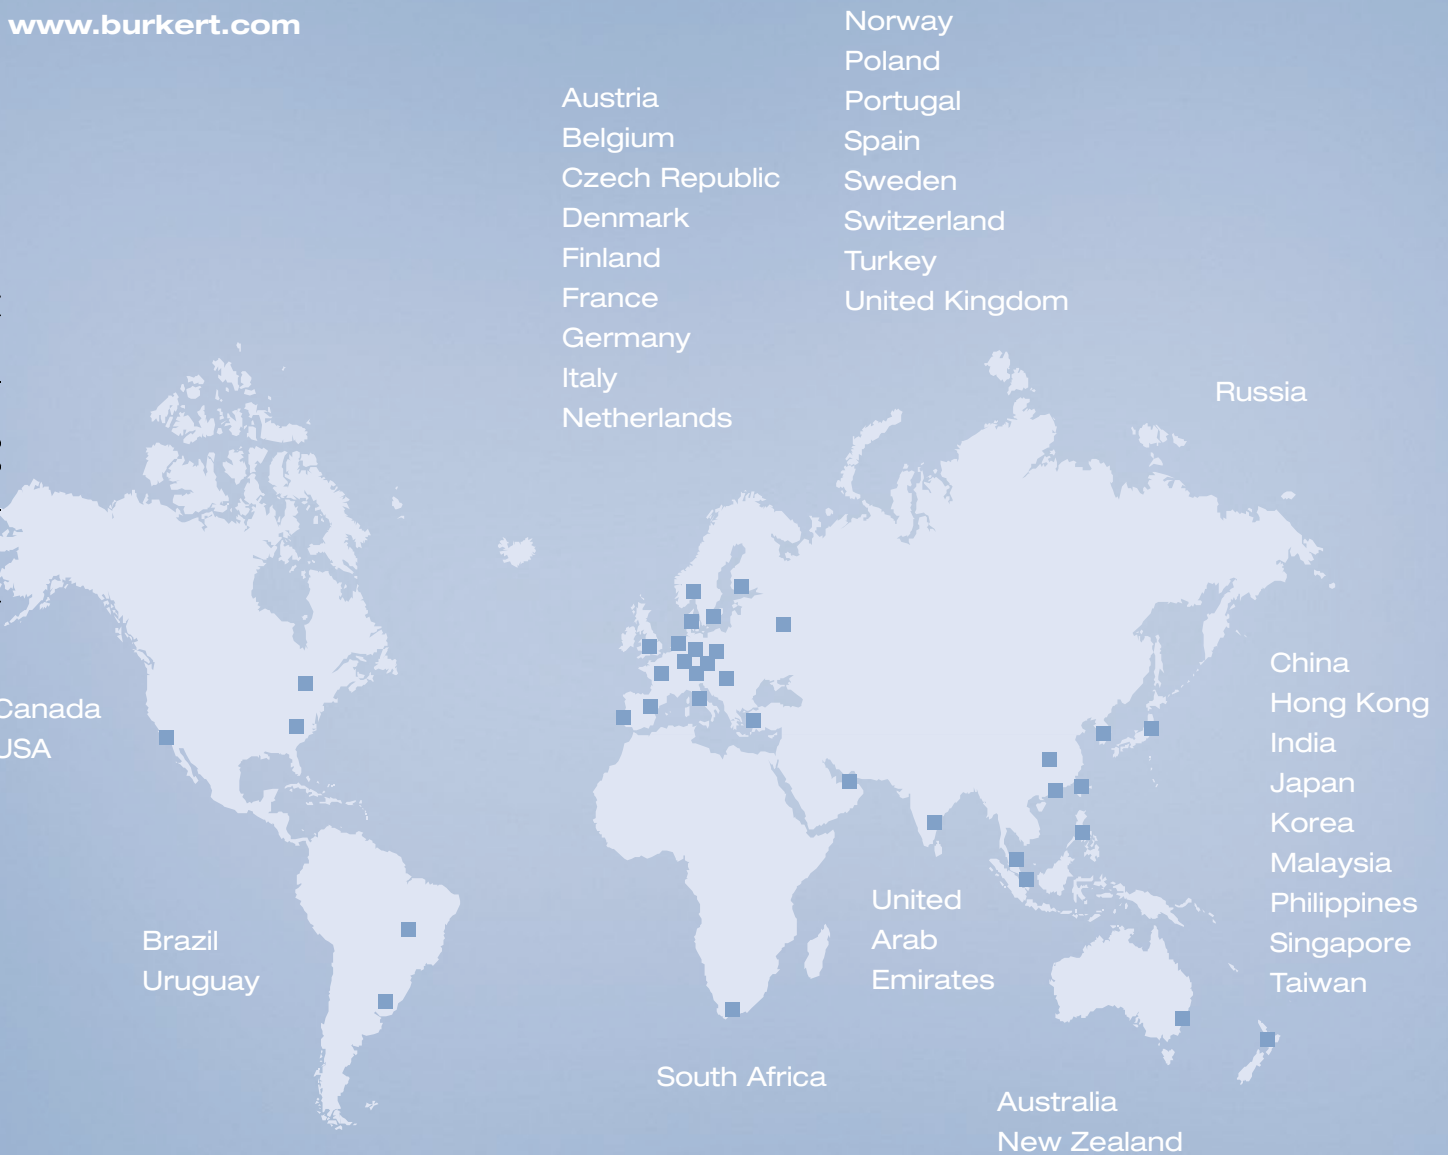 www.burkert.com
Austria
Belgium
Czech Republic
Denmark
Finland
France
Germany
Italy
Netherlands
Norway
Poland
Portugal
Spain
Sweden
Switzerland
Turkey
United Kingdom
Russia
Canada
USA
China
Hong Kong
India
Japan
Korea
Malaysia
Philippines
Singapore
Taiwan
Brazil
Uruguay
United
Arab
Emirates
South Africa
Australia
New Zealand